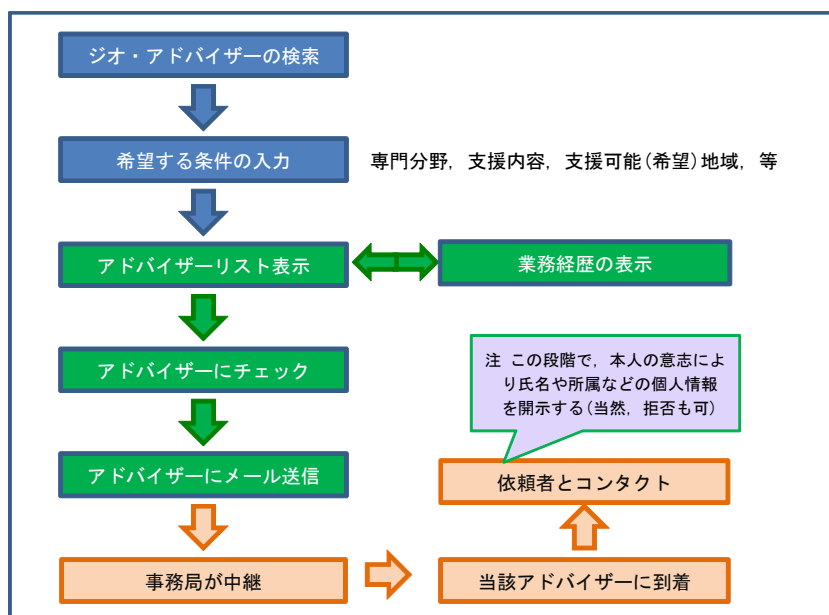 ジオ・アドバイザーの検索
希望する条件の入力
専門分野，支援内容，支援可能(希望)地域，等
アドバイザーリスト表示
業務経歴の表示
アドバイザーにチェック
注 この段階で，本人の意志によ
り氏名や所属などの個人情報
を開示する(当然，拒否も可)
アドバイザーにメール送信
依頼者とコンタクト
事務局が中継
当該アドバイザーに到着